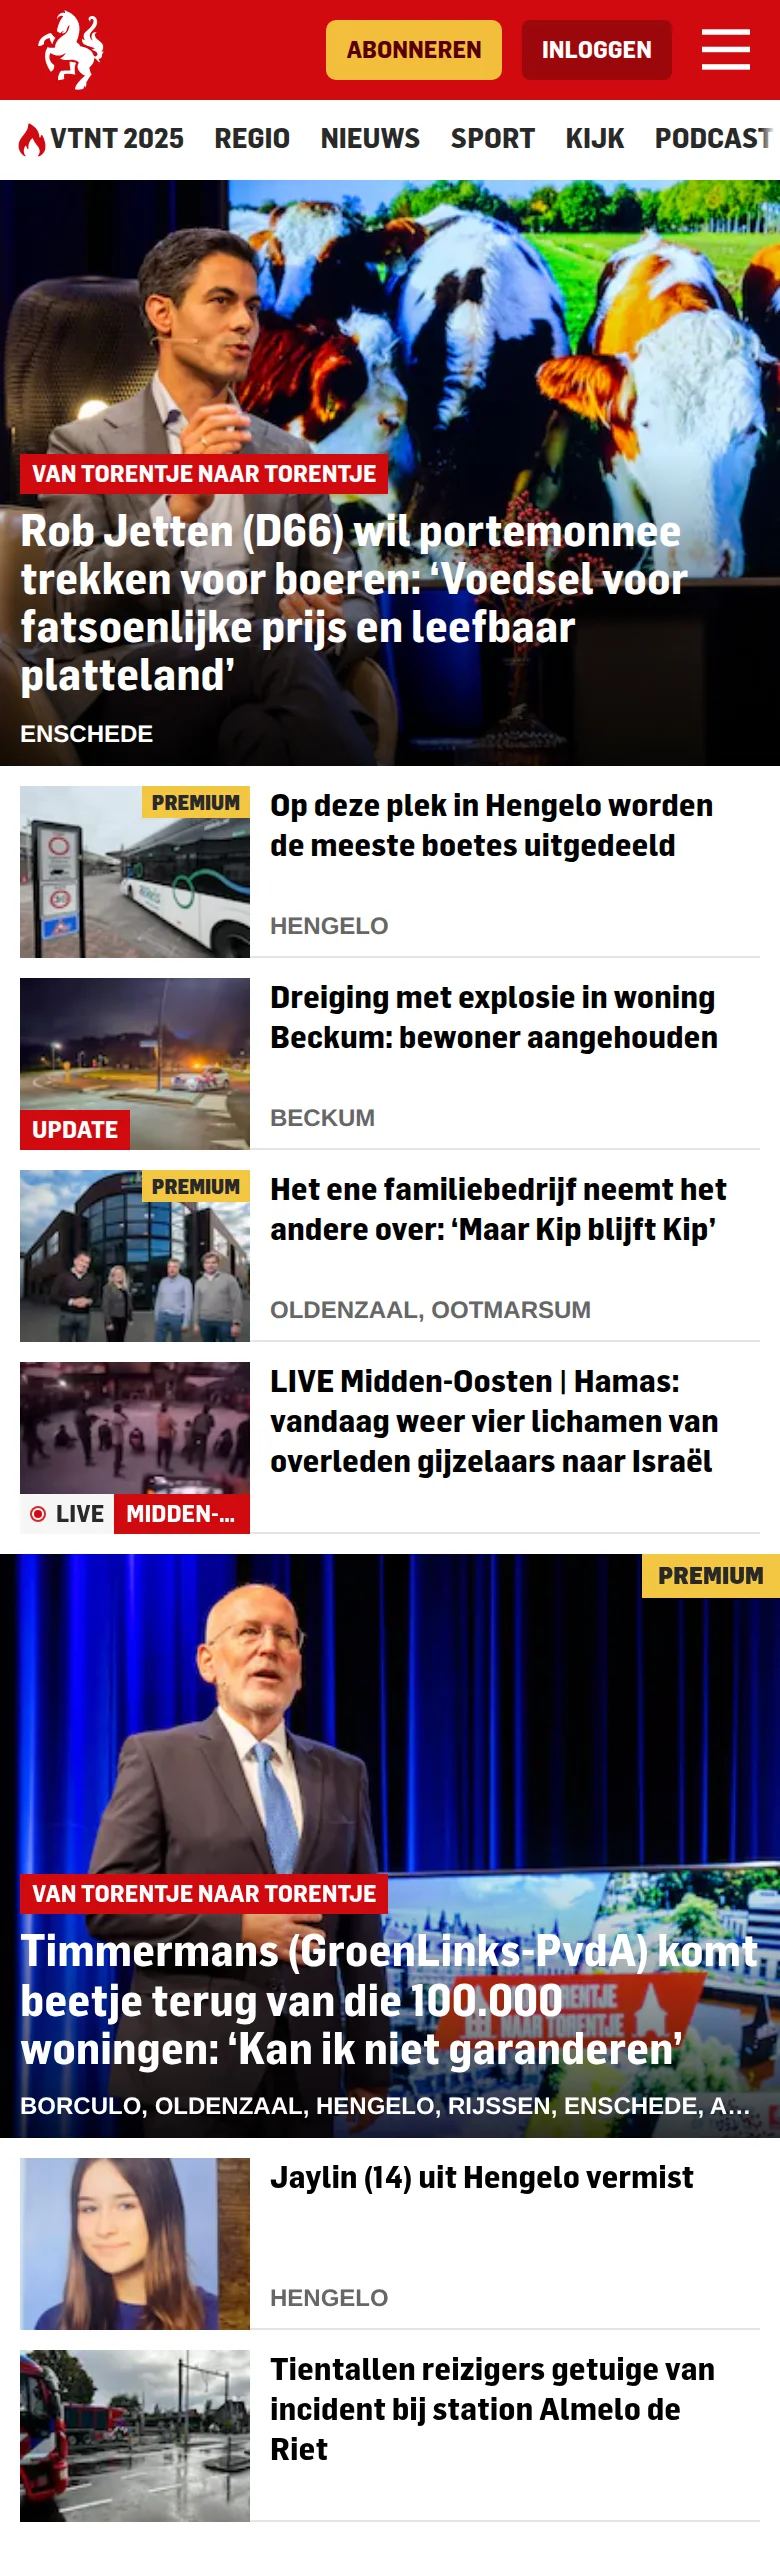 ABONNEREN
INLOGGEN
VTNT 2025 REGIO NIEUWS SPORT KIJK PODCAST
VAN TORENTJE NAAR TORENTJE
Rob Jetten (D66) wil portemonnee
trekken voor boeren: ‘Voedsel voor
fatsoenlijke prijs en leefbaar
platteland’
ENSCHEDE
PREMIUM
Op deze plek in Hengelo worden
de meeste boetes uitgedeeld
HENGELO
Dreiging met explosie in woning
Beckum: bewoner aangehouden
UPDATE
BECKUM
PREMIUM
Het ene familiebedrijf neemt het
andere over: ‘Maar Kip blijft Kip’
OLDENZAAL, OOTMARSUM
LIVE Midden-Oosten | Hamas:
vandaag weer vier lichamen van
overleden gijzelaars naar Israël
LIVE MIDDEN-...
PREMIUM
VAN TORENTJE NAAR TORENTJE
Timmermans (GroenLinks-PvdA) komt
beetje terug van die 100.000
woningen: ‘Kan ik niet garanderen’
BORCULO, OLDENZAAL, HENGELO, RIJSSEN, ENSCHEDE, A...
TORENTJE
NAAR TORENTJE
Jaylin (14) uit Hengelo vermist
HENGELO
Tientallen reizigers getuige van
incident bij station Almelo de
Riet